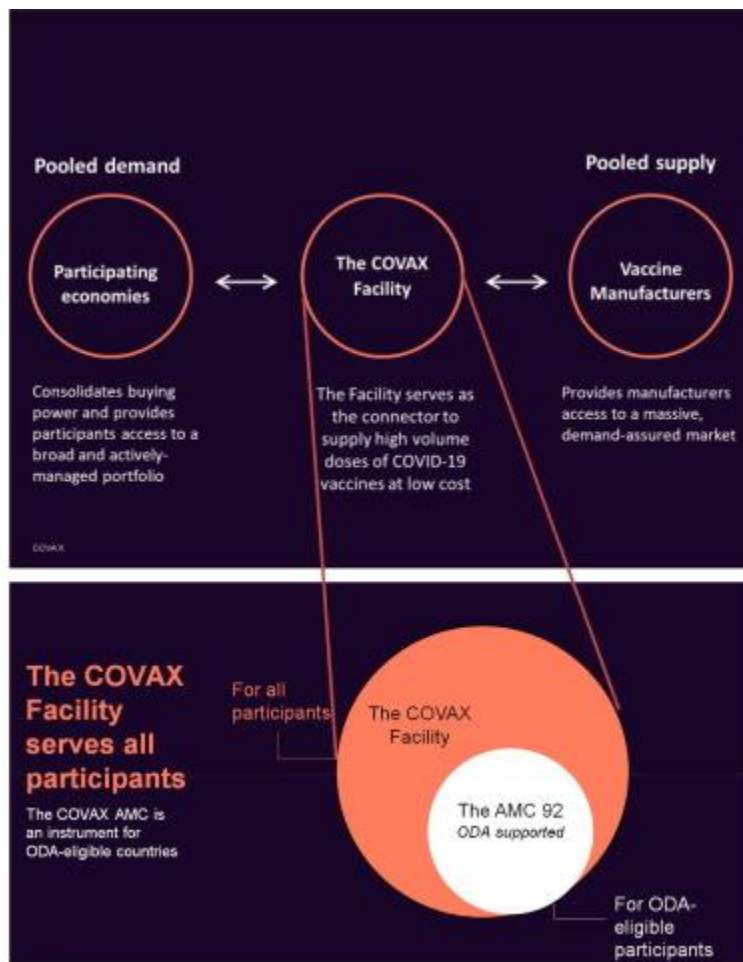 Pooled demand
Pooled supply
Participating
economies
The COVAX
Facility
Vaccine
Manufacturers
Consolidates buying
power and provides
participants access to a
broad and actively-
managed portfolio
The Facility serves as
the connector to
supply high volume
doses of COVID-19
vaccines at low cost
Provides manufacturers
access to a massive,
demand-assured market
COVAX
The COVAX
Facility
serves all
participants
The COVAX AMC is
an instrument for
ODA-eligible countries
For all
participants
The COVAX
Facility
The AMC 92
ODA supported
For ODA-
eligible
participants